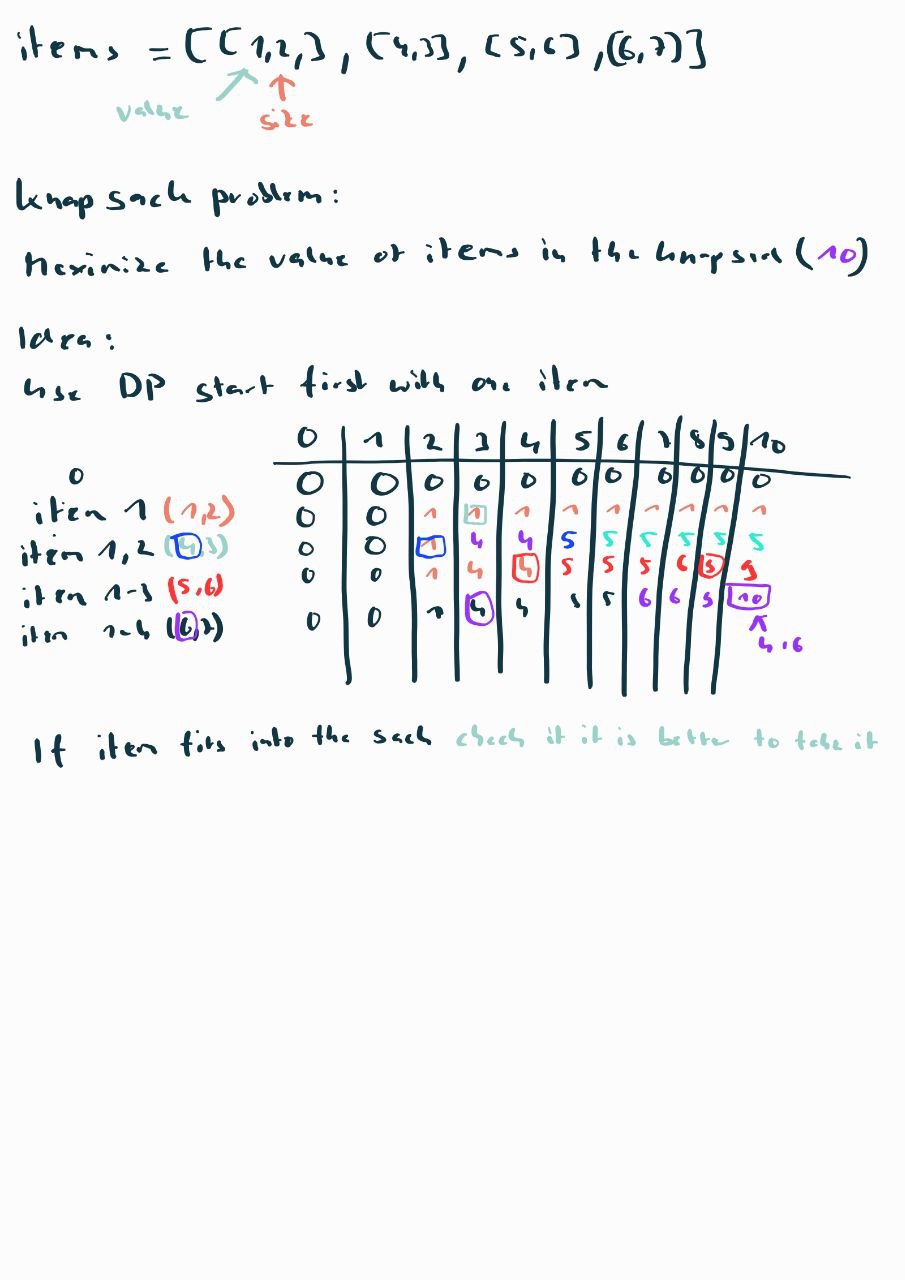 items = [[1,2,], [4,3], [5,6], [6,7]]
value size
Knapsack problem:
Maximize the value of items in the knapsack (10)
Idea:
Use DP start first with one item
0 1 2 3 4 5 6 7 8 9 10
0 0 0 0 0 0 0 0 0 0 0 0
item 1 (1,2) 0 0 1 1 1 1 1 1 1 1 1
item 1,2 (4,3) 0 0 1 4 4 5 5 5 5 5 5
item 1-3 (5,6) 0 0 1 4 4 5 5 5 6 9 9
item 1-4 (6,7) 0 0 1 4 4 5 5 6 6 9 10
4+6
If item fits into the sack check if it is better to take it